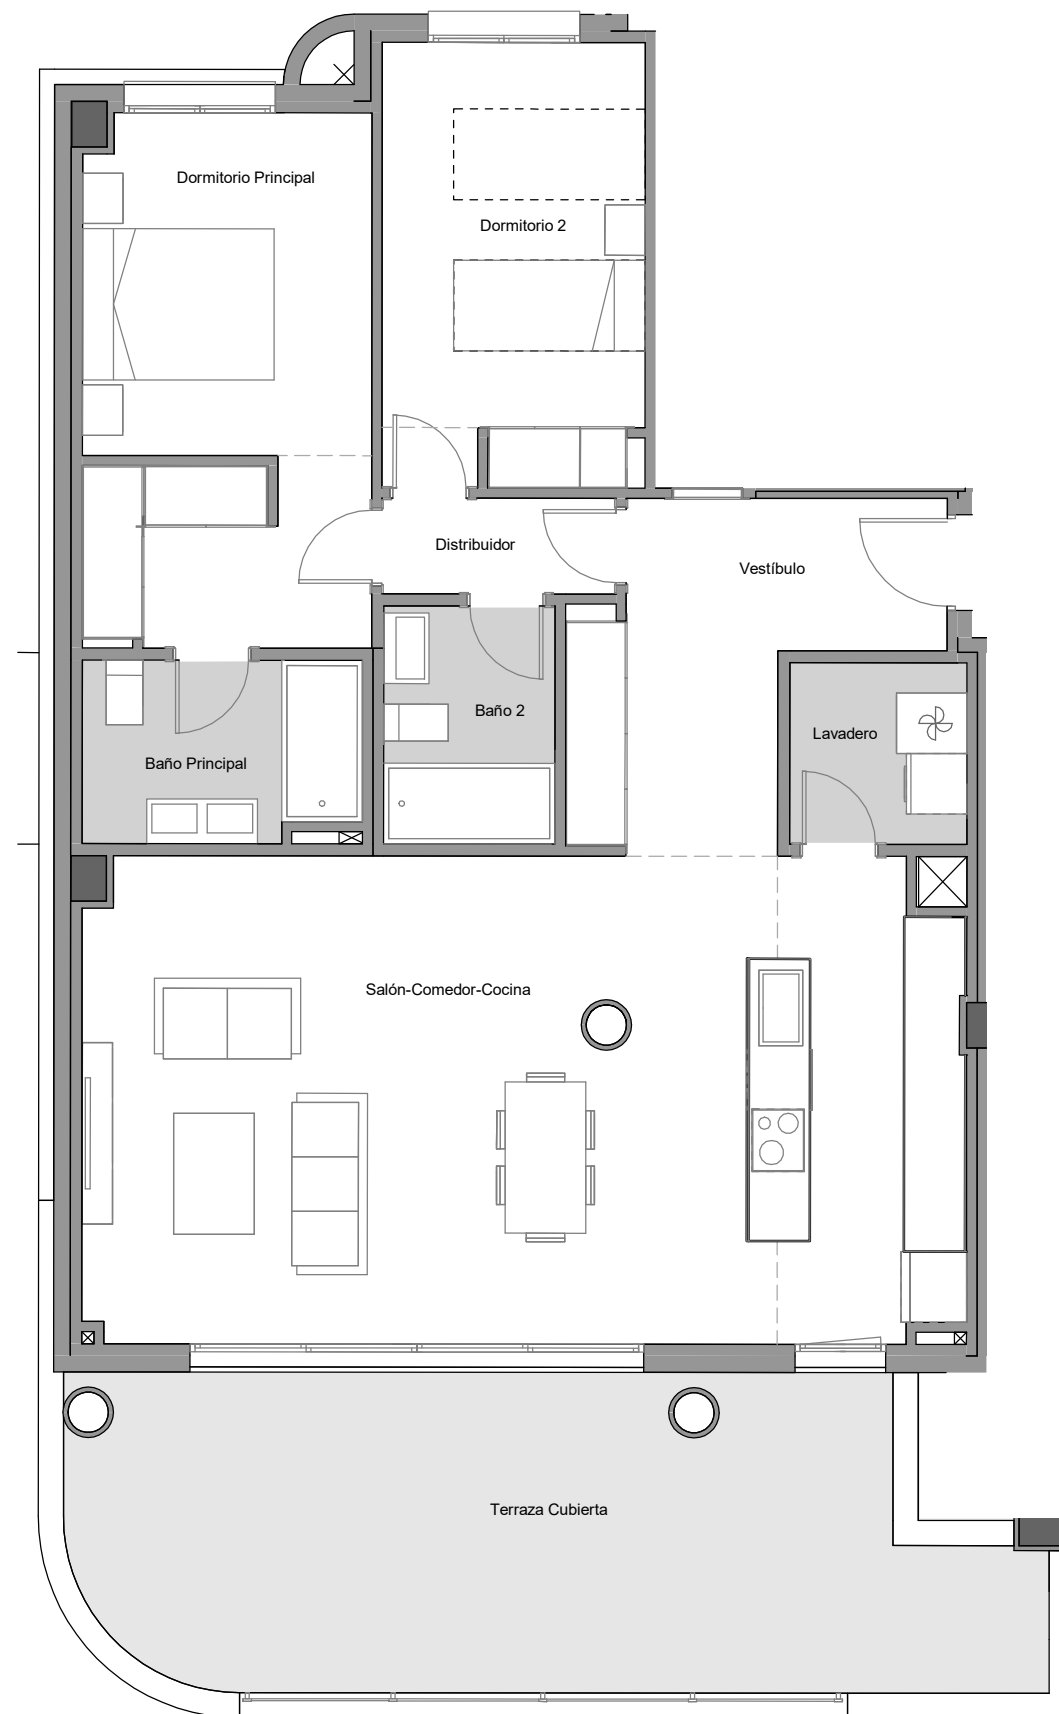 Dormitorio Principal
Dormitorio 2
Distribuidor
Vestíbulo
Baño 2
Lavadero
Baño Principal
Salón-Comedor-Cocina
Terraza Cubierta